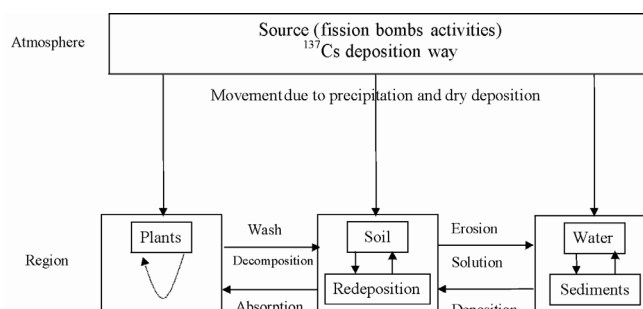 Atmosphere
Source (fission bombs activities)
¹³⁷Cs deposition way
Movement due to precipitation and dry deposition
Region
Plants
Wash
Decomposition
Absorption
Soil
Redeposition
Erosion
Solution
Deposition
Water
Sediments